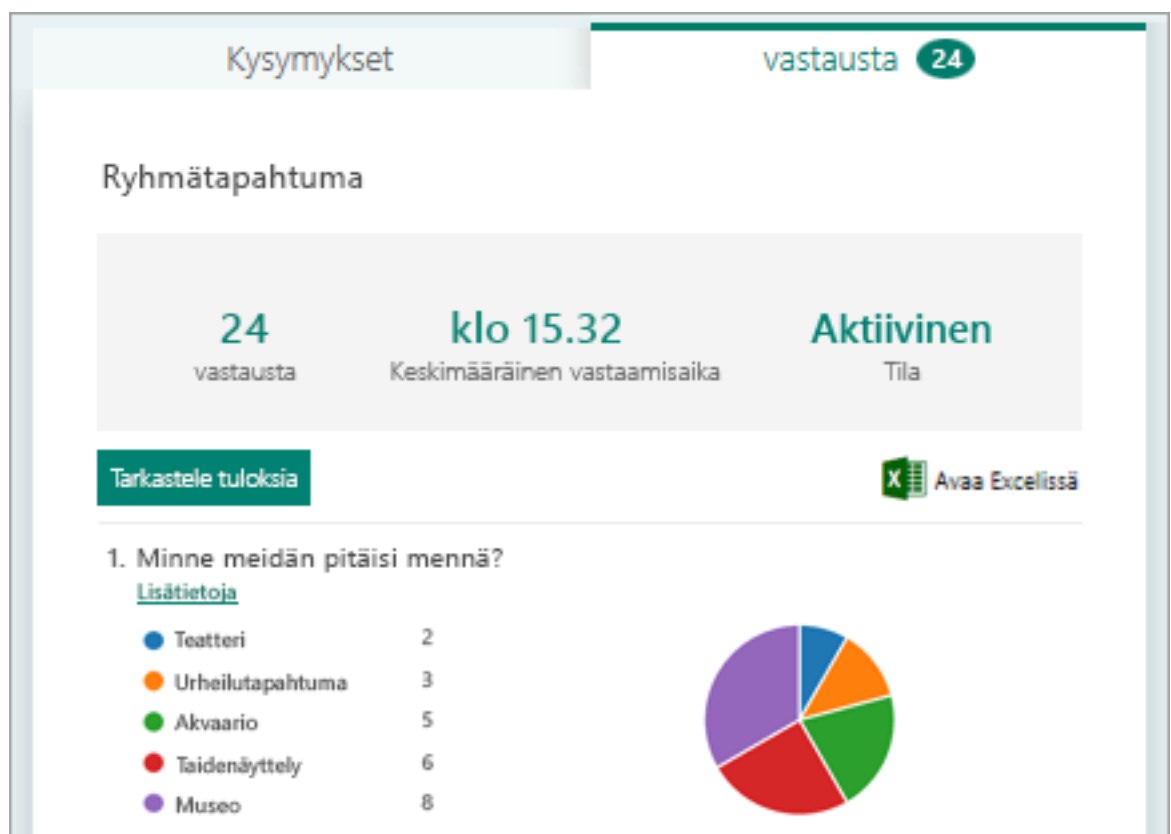 Kysymykset
vastausta 24
Ryhmätapahtuma
24 klo 15.32 Aktiivinen
vastausta Keskimääräinen vastaamisaika Tila
Tarkastele tuloksia
Avaa Excelissä
1. Minne meidän pitäisi mennä?
Lisätietoja
Teatteri 2
Urheilutapahtuma 3
Akvaario 5
Taidenäyttely 6
Museo 8